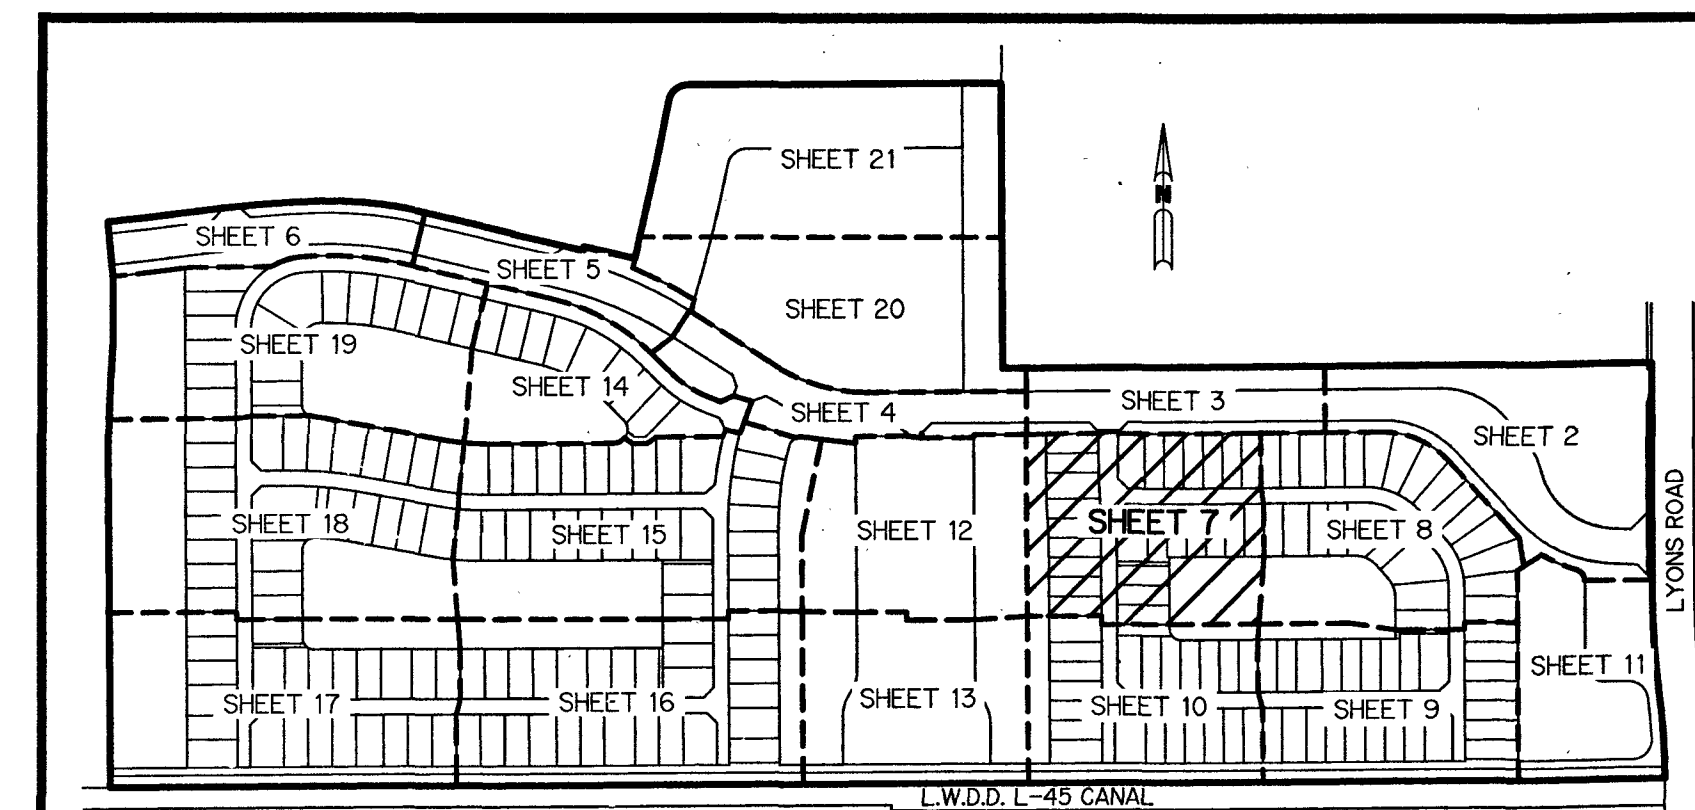 SHEET 21
N
SHEET 6
SHEET 5
SHEET 20
SHEET 19
SHEET 14
SHEET 4
SHEET 3
SHEET 2
SHEET 18
SHEET 15
SHEET 12
SHEET 7
SHEET 8
LYONS ROAD
SHEET 11
SHEET 17
SHEET 16
SHEET 13
SHEET 10
SHEET 9
L.W.D.D. L-45 CANAL